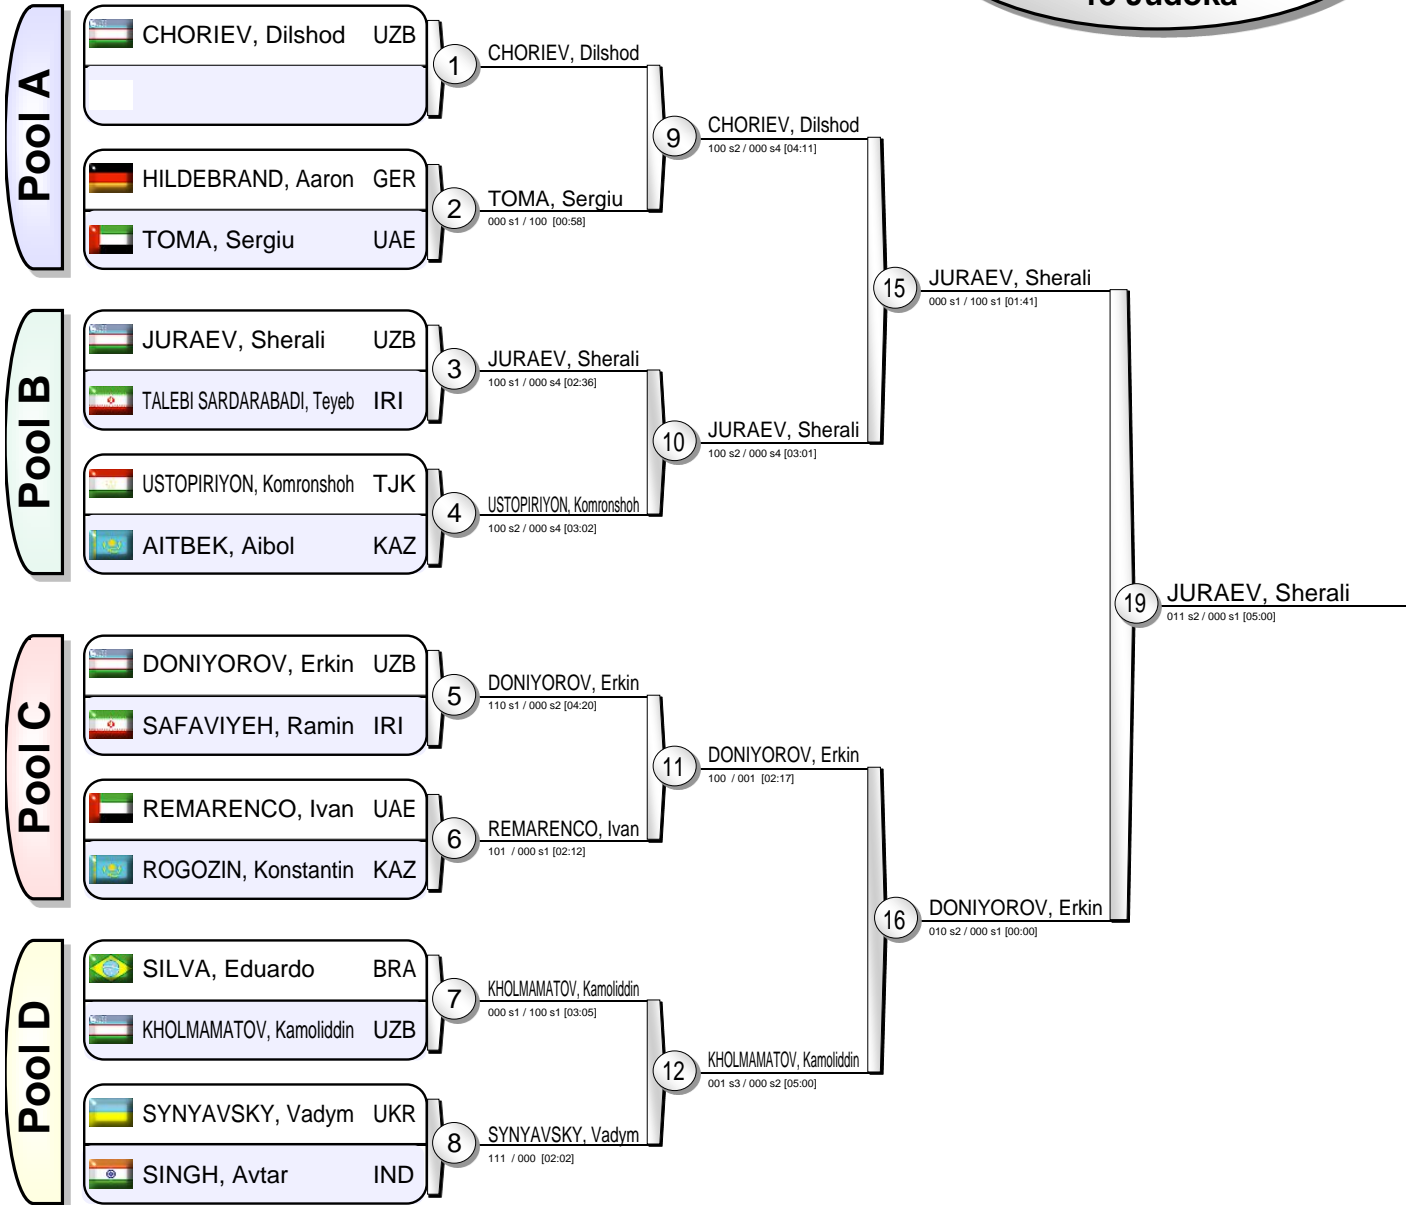 15 Judoka
Pool A
CHORIEV, Dilshod UZB
HILDEBRAND, Aaron GER
TOMA, Sergiu UAE
Pool B
JURAEV, Sherali UZB
TALEBI SARDARABADI, Teyeb IRI
USTOPIRIYON, Komronshoh TJK
AITBEK, Aibol KAZ
Pool C
DONIYOROV, Erkin UZB
SAFAVIYEH, Ramin IRI
REMARENCO, Ivan UAE
ROGOZIN, Konstantin KAZ
Pool D
SILVA, Eduardo BRA
KHOLMAMATOV, Kamoliddin UZB
SYNYAVSKY, Vadym UKR
SINGH, Avtar IND
1
CHORIEV, Dilshod
2
TOMA, Sergiu
000 s1 / 100 [00:58]
3
JURAEV, Sherali
100 s1 / 000 s4 [02:36]
4
USTOPIRIYON, Komronshoh
100 s2 / 000 s4 [03:02]
5
DONIYOROV, Erkin
110 s1 / 000 s2 [04:20]
6
REMARENCO, Ivan
101 / 000 s1 [02:12]
7
KHOLMAMATOV, Kamoliddin
000 s1 / 100 s1 [03:05]
8
SYNYAVSKY, Vadym
111 / 000 [02:02]
9
CHORIEV, Dilshod
100 s2 / 000 s4 [04:11]
10
JURAEV, Sherali
100 s2 / 000 s4 [03:01]
11
DONIYOROV, Erkin
100 / 001 [02:17]
12
KHOLMAMATOV, Kamoliddin
001 s3 / 000 s2 [05:00]
15
JURAEV, Sherali
000 s1 / 100 s1 [01:41]
16
DONIYOROV, Erkin
010 s2 / 000 s1 [00:00]
19
JURAEV, Sherali
011 s2 / 000 s1 [05:00]